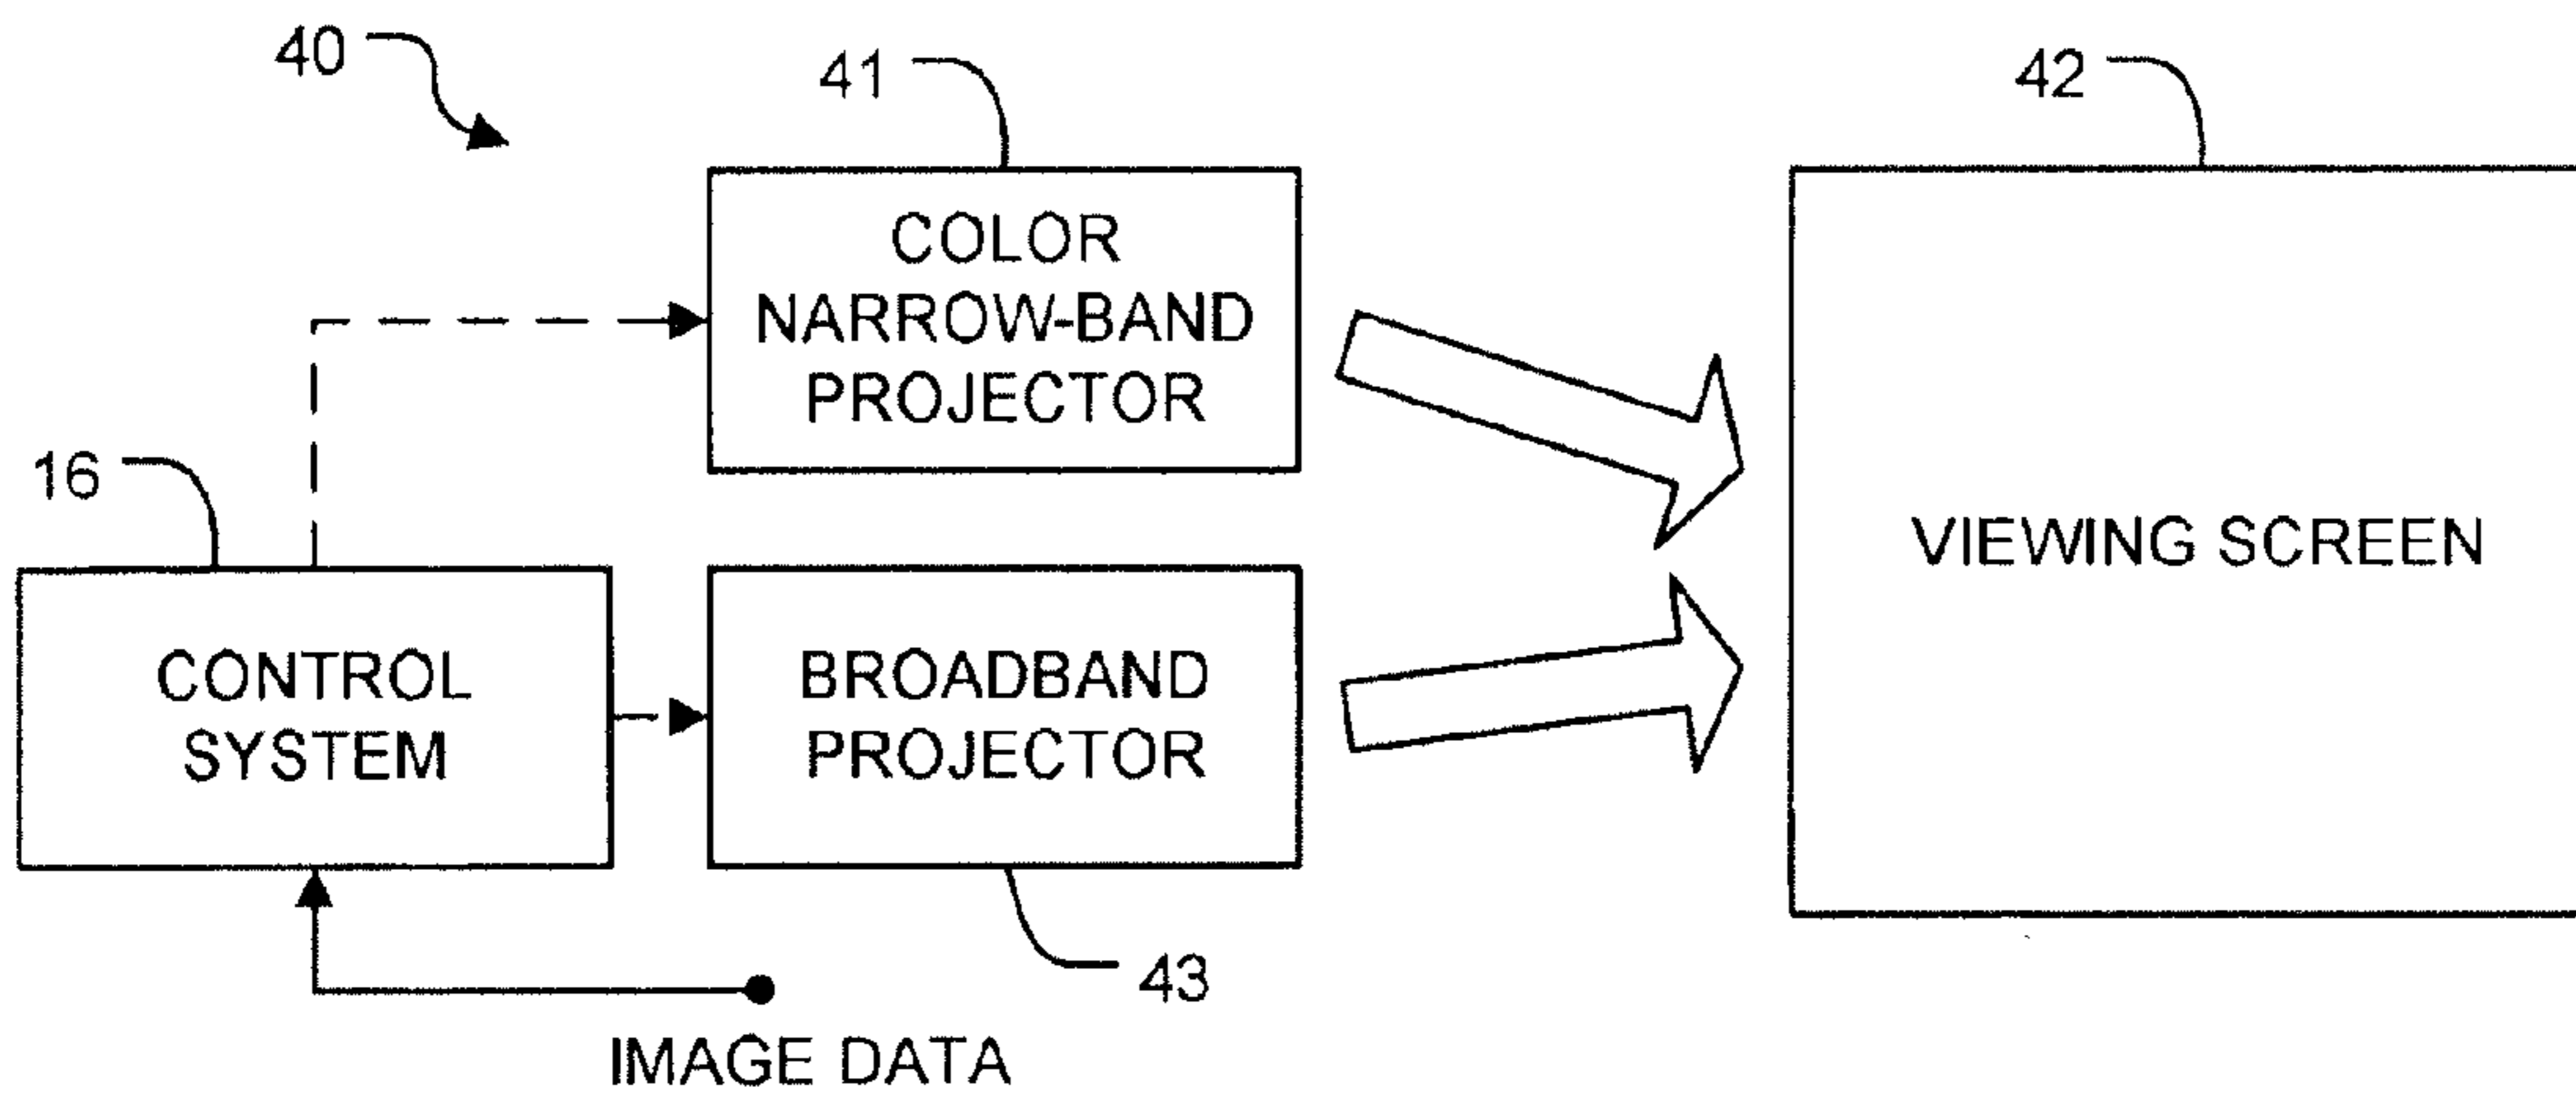 40
41
42
COLOR
NARROW-BAND
PROJECTOR
16
VIEWING SCREEN
CONTROL
SYSTEM
BROADBAND
PROJECTOR
43
IMAGE DATA